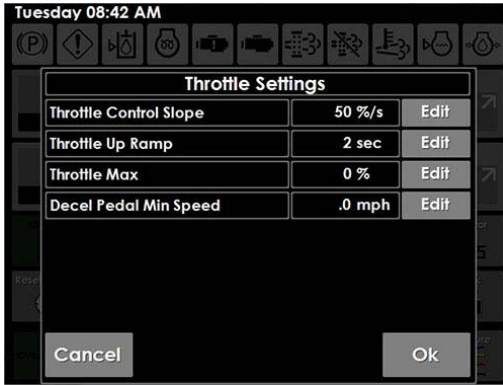 Tuesday 08:42 AM
Throttle Settings
Throttle Control Slope 50 %/s Edit
Throttle Up Ramp 2 sec Edit
Throttle Max 0 % Edit
Decel Pedal Min Speed .0 mph Edit
Cancel Ok